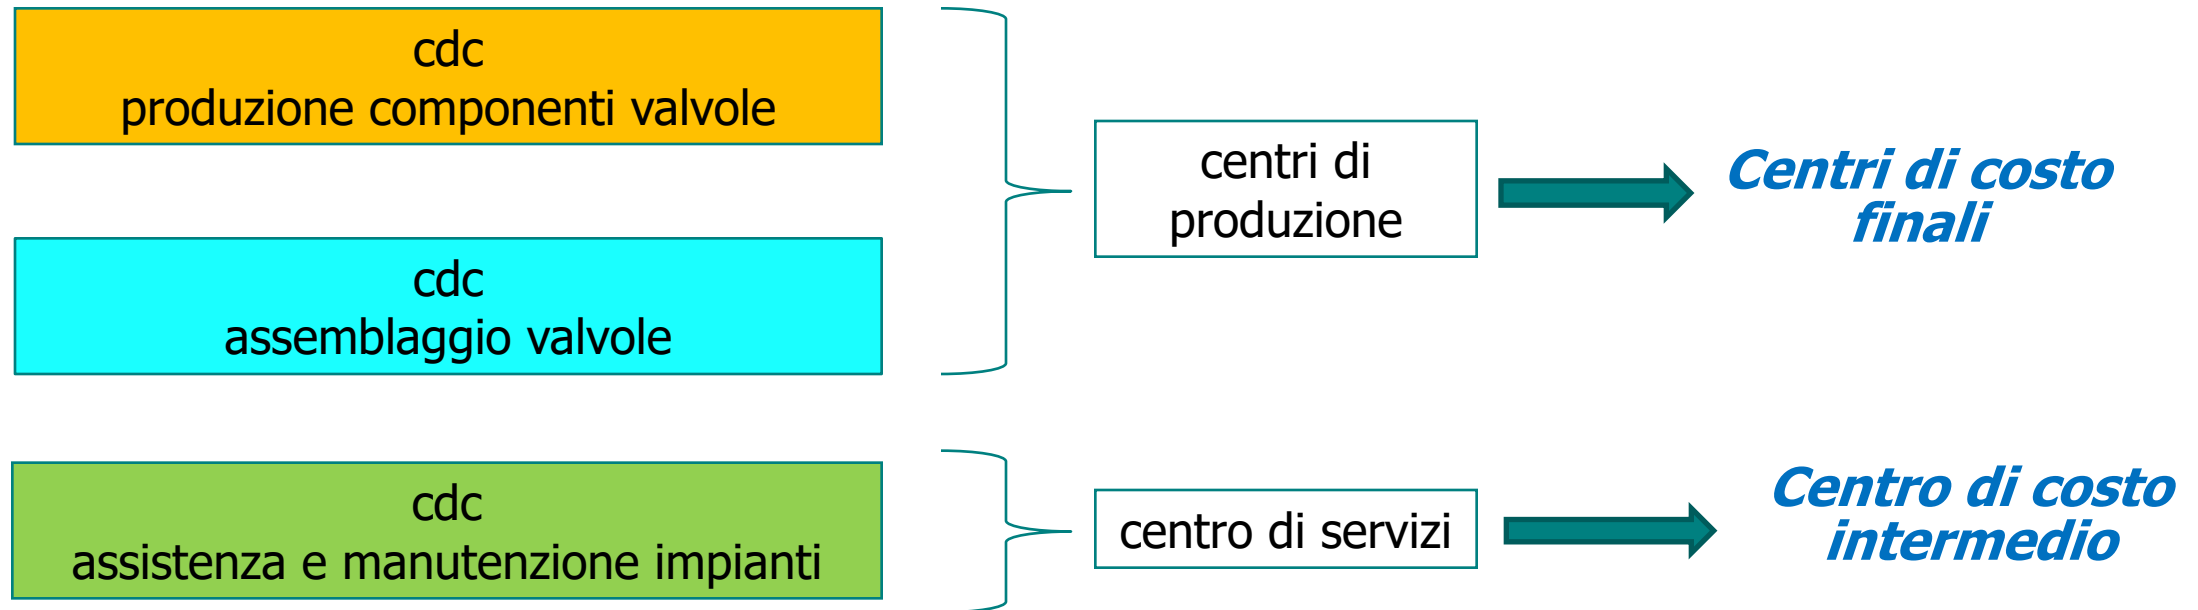 cdc
produzione componenti valvole
cdc
assemblaggio valvole
centri di
produzione
Centri di costo
finali
cdc
assistenza e manutenzione impianti
centro di servizi
Centro di costo
intermedio